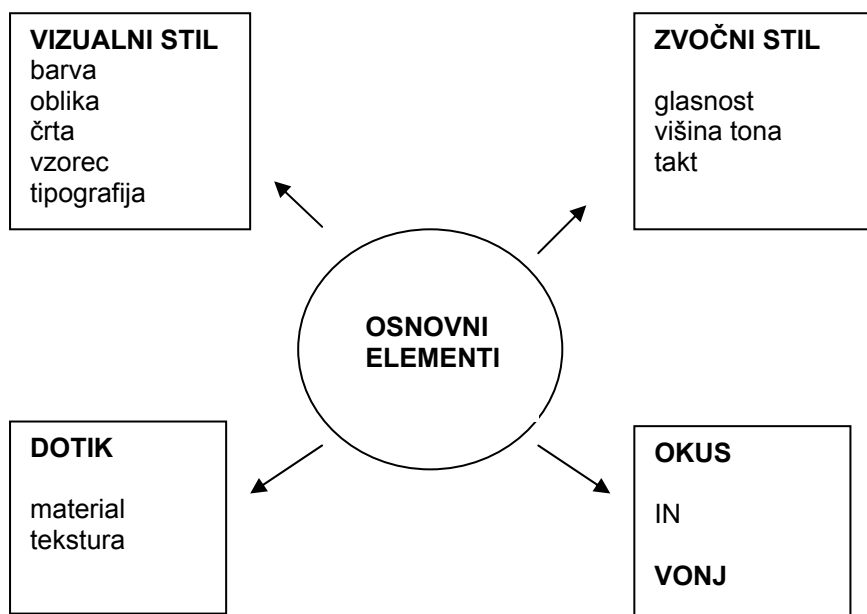 VIZUALNI STIL
barva
oblika
črta
vzorec
tipografija
ZVOČNI STIL
glasnost
višina tona
takt
OSNOVNI
ELEMENTI
DOTIK
material
tekstura
OKUS
IN
VONJ